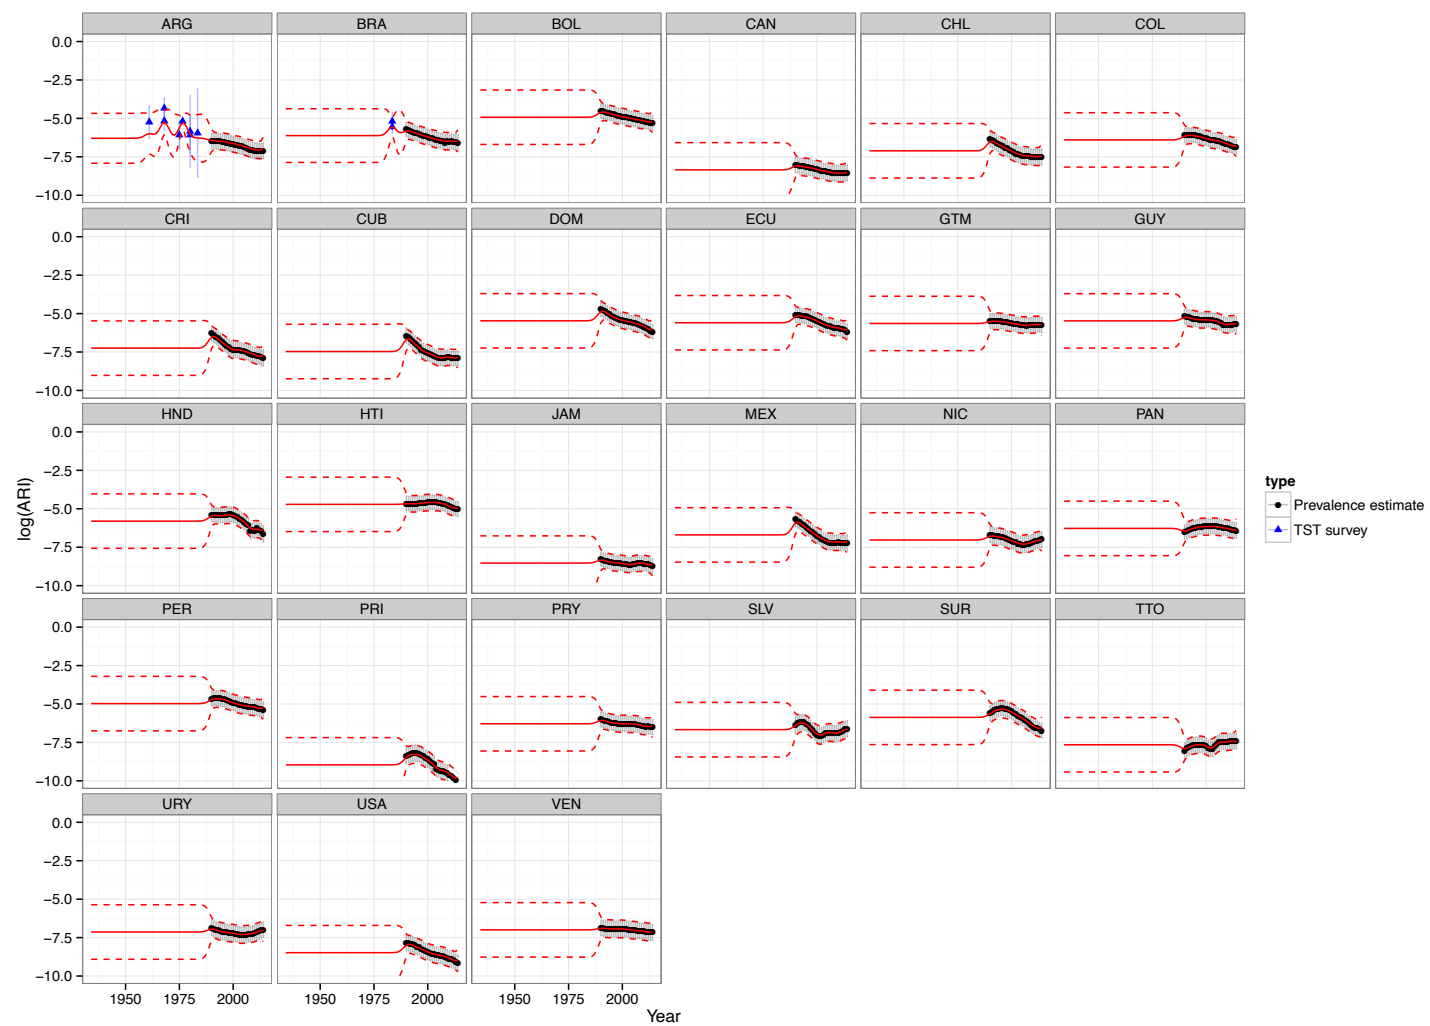 ARG BRA BOL CAN CHL COL
0.0
−2.5
−5.0
−7.5
−10.0
CRI CUB DOM ECU GTM GUY
0.0
−2.5
−5.0
−7.5
−10.0
HND HTI JAM MEX NIC PAN
0.0
−2.5
−5.0
−7.5
−10.0
log(ARI)
type
Prevalence estimate
TST survey
PER PRI PRY SLV SUR TTO
0.0
−2.5
−5.0
−7.5
−10.0
URY USA VEN
0.0
−2.5
−5.0
−7.5
−10.0
1950 1975 2000 1950 1975 2000 1950 1975 2000
Year